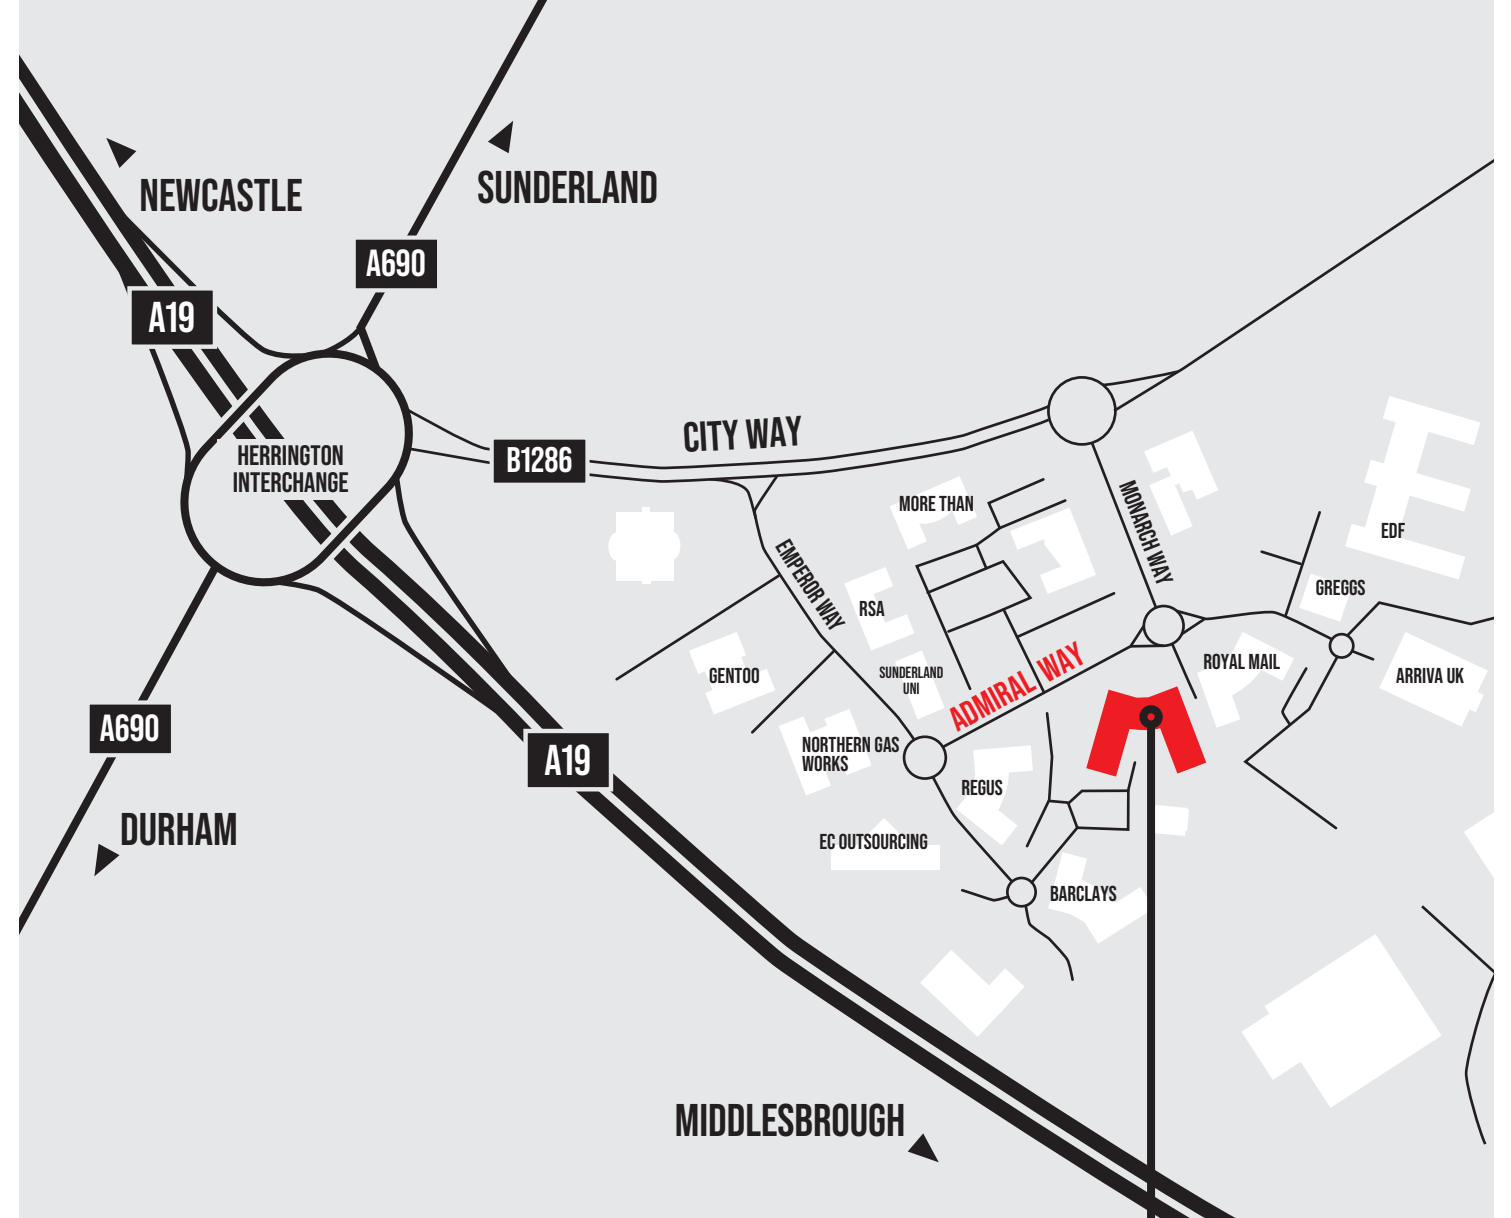 NEWCASTLE
SUNDERLAND
A690
A19
HERRINGTON
INTERCHANGE
B1286
CITY WAY
MORE THAN
MONARCH WAY
EDF
EMPEROR WAY
RSA
GREGGS
GENTOO
SUNDERLAND
UNI
ADMIRAL WAY
ROYAL MAIL
ARRIVA UK
A690
A19
NORTHERN GAS
WORKS
REGUS
DURHAM
EC OUTSOURCING
BARCLAYS
MIDDLESBROUGH